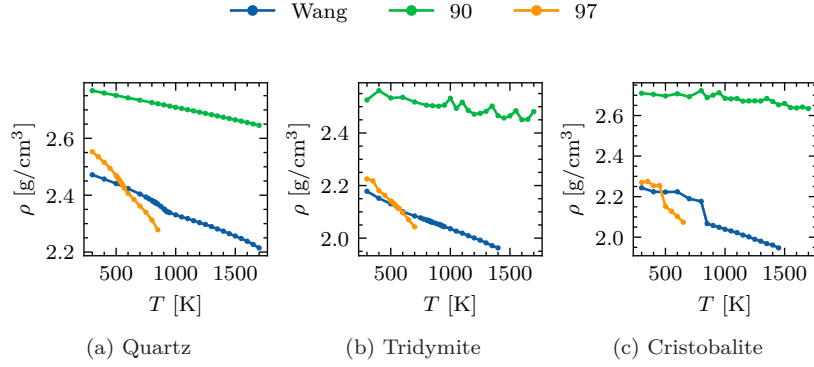 Wang 90 97
2.6
2.4
2.2
ρ [g/cm³]
500 1000 1500
T [K]
(a) Quartz
2.6
2.4
2.2
2.0
ρ [g/cm³]
500 1000 1500
T [K]
(b) Tridymite
2.6
2.4
2.2
2.0
ρ [g/cm³]
500 1000 1500
T [K]
(c) Cristobalite